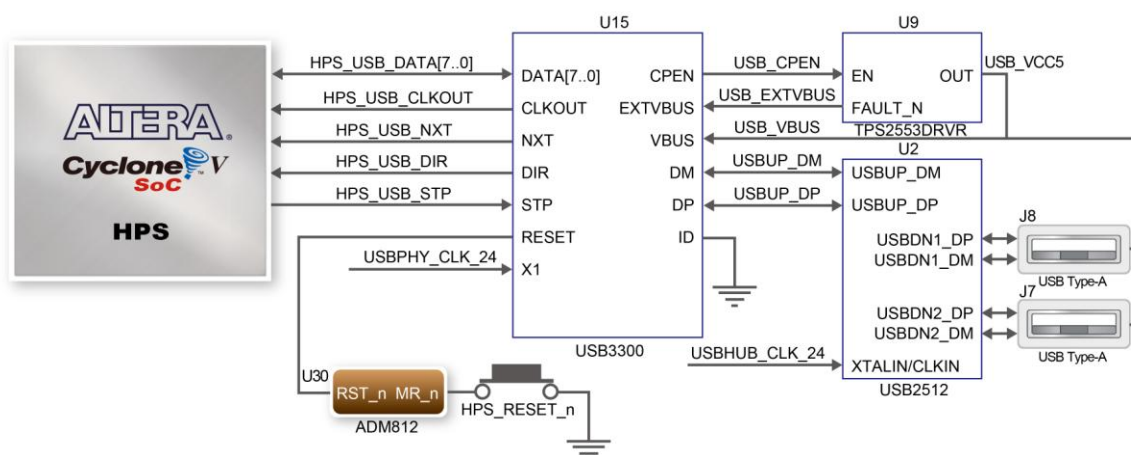 U15
U9
HPS_USB_DATA[7..0]
DATA[7..0]
CPEN
USB_CPEN
EN
OUT
USB_VCC5
HPS_USB_CLKOUT
CLKOUT
EXTVBUS
USB_EXTVBUS
FAULT_N
ALTERA
HPS_USB_NXT
NXT
VBUS
USB_VBUS
TPS2553DRVR
U2
Cyclone V
SoC
HPS_USB_DIR
DIR
DM
USBUP_DM
USBUP_DM
HPS
HPS_USB_STP
STP
DP
USBUP_DP
USBUP_DP
RESET
ID
USBDN1_DP
USBDN1_DM
J8
USB Type-A
USBPHY_CLK_24
X1
USBDN2_DP
USBDN2_DM
J7
USB Type-A
USB3300
USBHUB_CLK_24
XTALIN/CLKIN
USB2512
U30
RST_n MR_n
HPS_RESET_n
ADM812